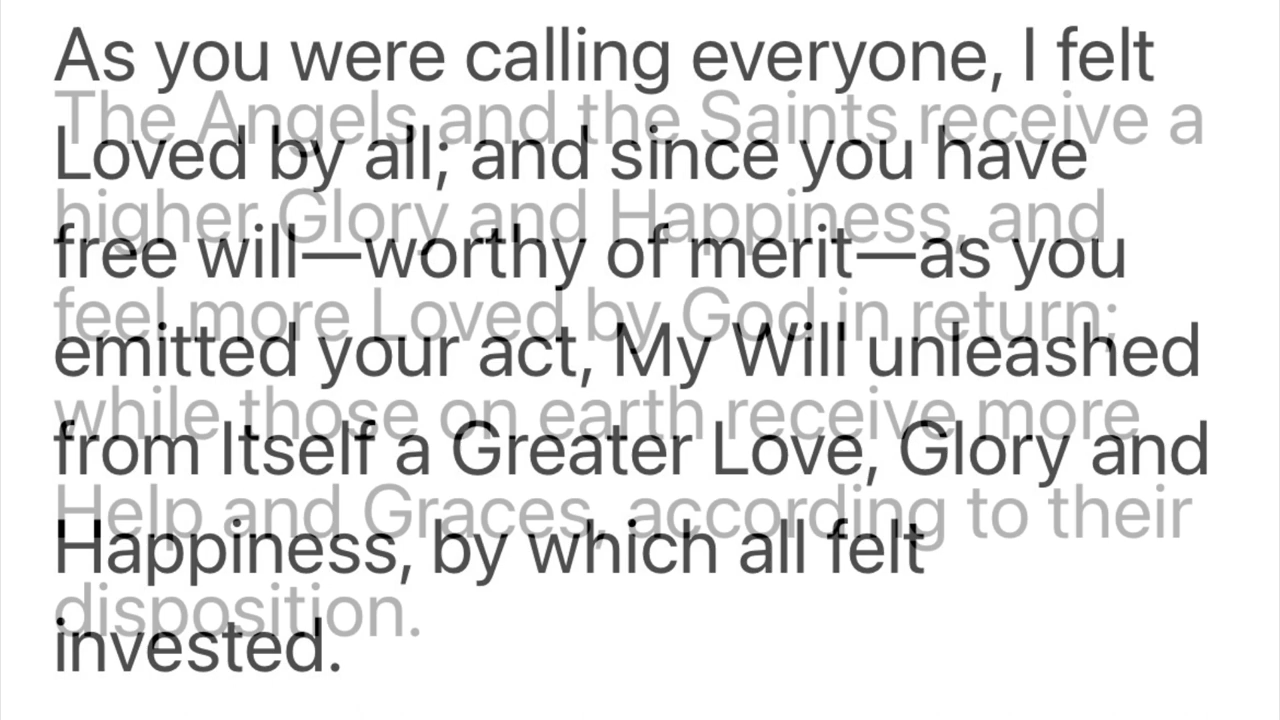 As you were calling everyone, I felt
Loved by all; and since you have
free will—worthy of merit—as you
emitted your act, My Will unleashed
from Itself a Greater Love, Glory and
Happiness, by which all felt
invested.
The Angels and the Saints receive a
higher Glory and Happiness, and
feel more Loved by God in return;
while those on earth receive more
Help and Graces, according to their
disposition.